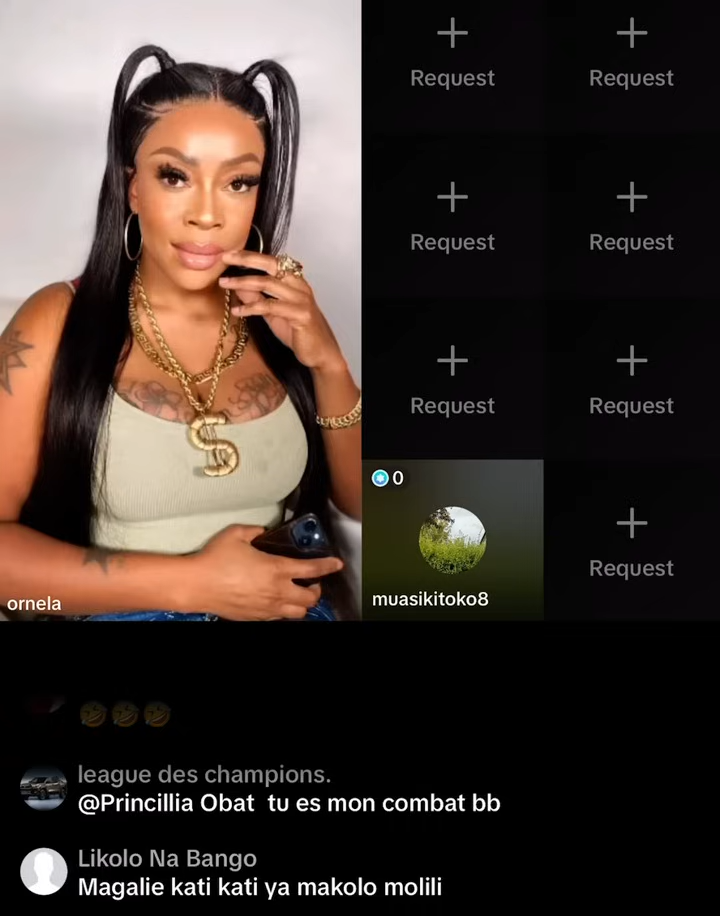 Request
Request
Request
Request
Request
Request
0
ornela
muasikitoko8
Request
league des champions.
@Princillia Obat tu es mon combat bb
Likolo Na Bango
Magalie kati kati ya makolo molili